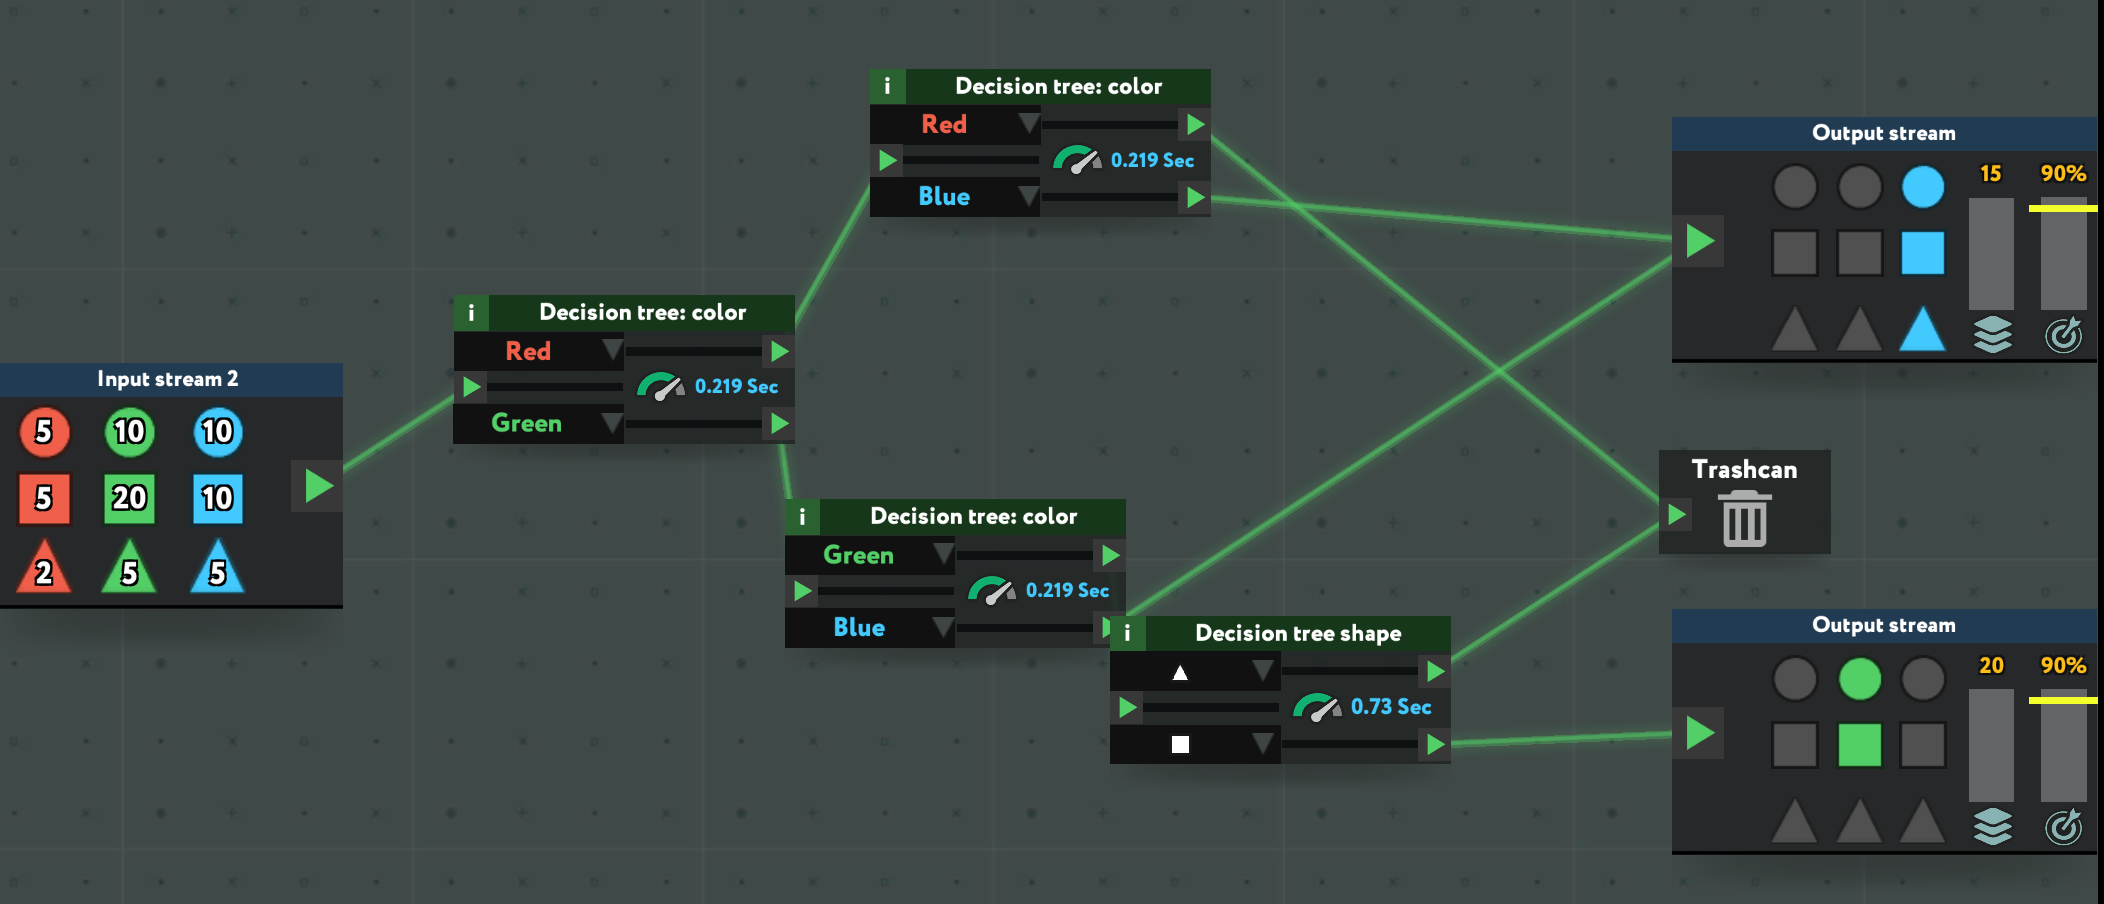 i Decision tree: color
Red
0.219 Sec
Blue
Output stream
15 90%
i Decision tree: color
Red
0.219 Sec
Green
Input stream 2
5 10 10
5 20 10
2 5 5
i Decision tree: color
Green
0.219 Sec
Blue
Trashcan
i Decision tree shape
0.73 Sec
Output stream
20 90%